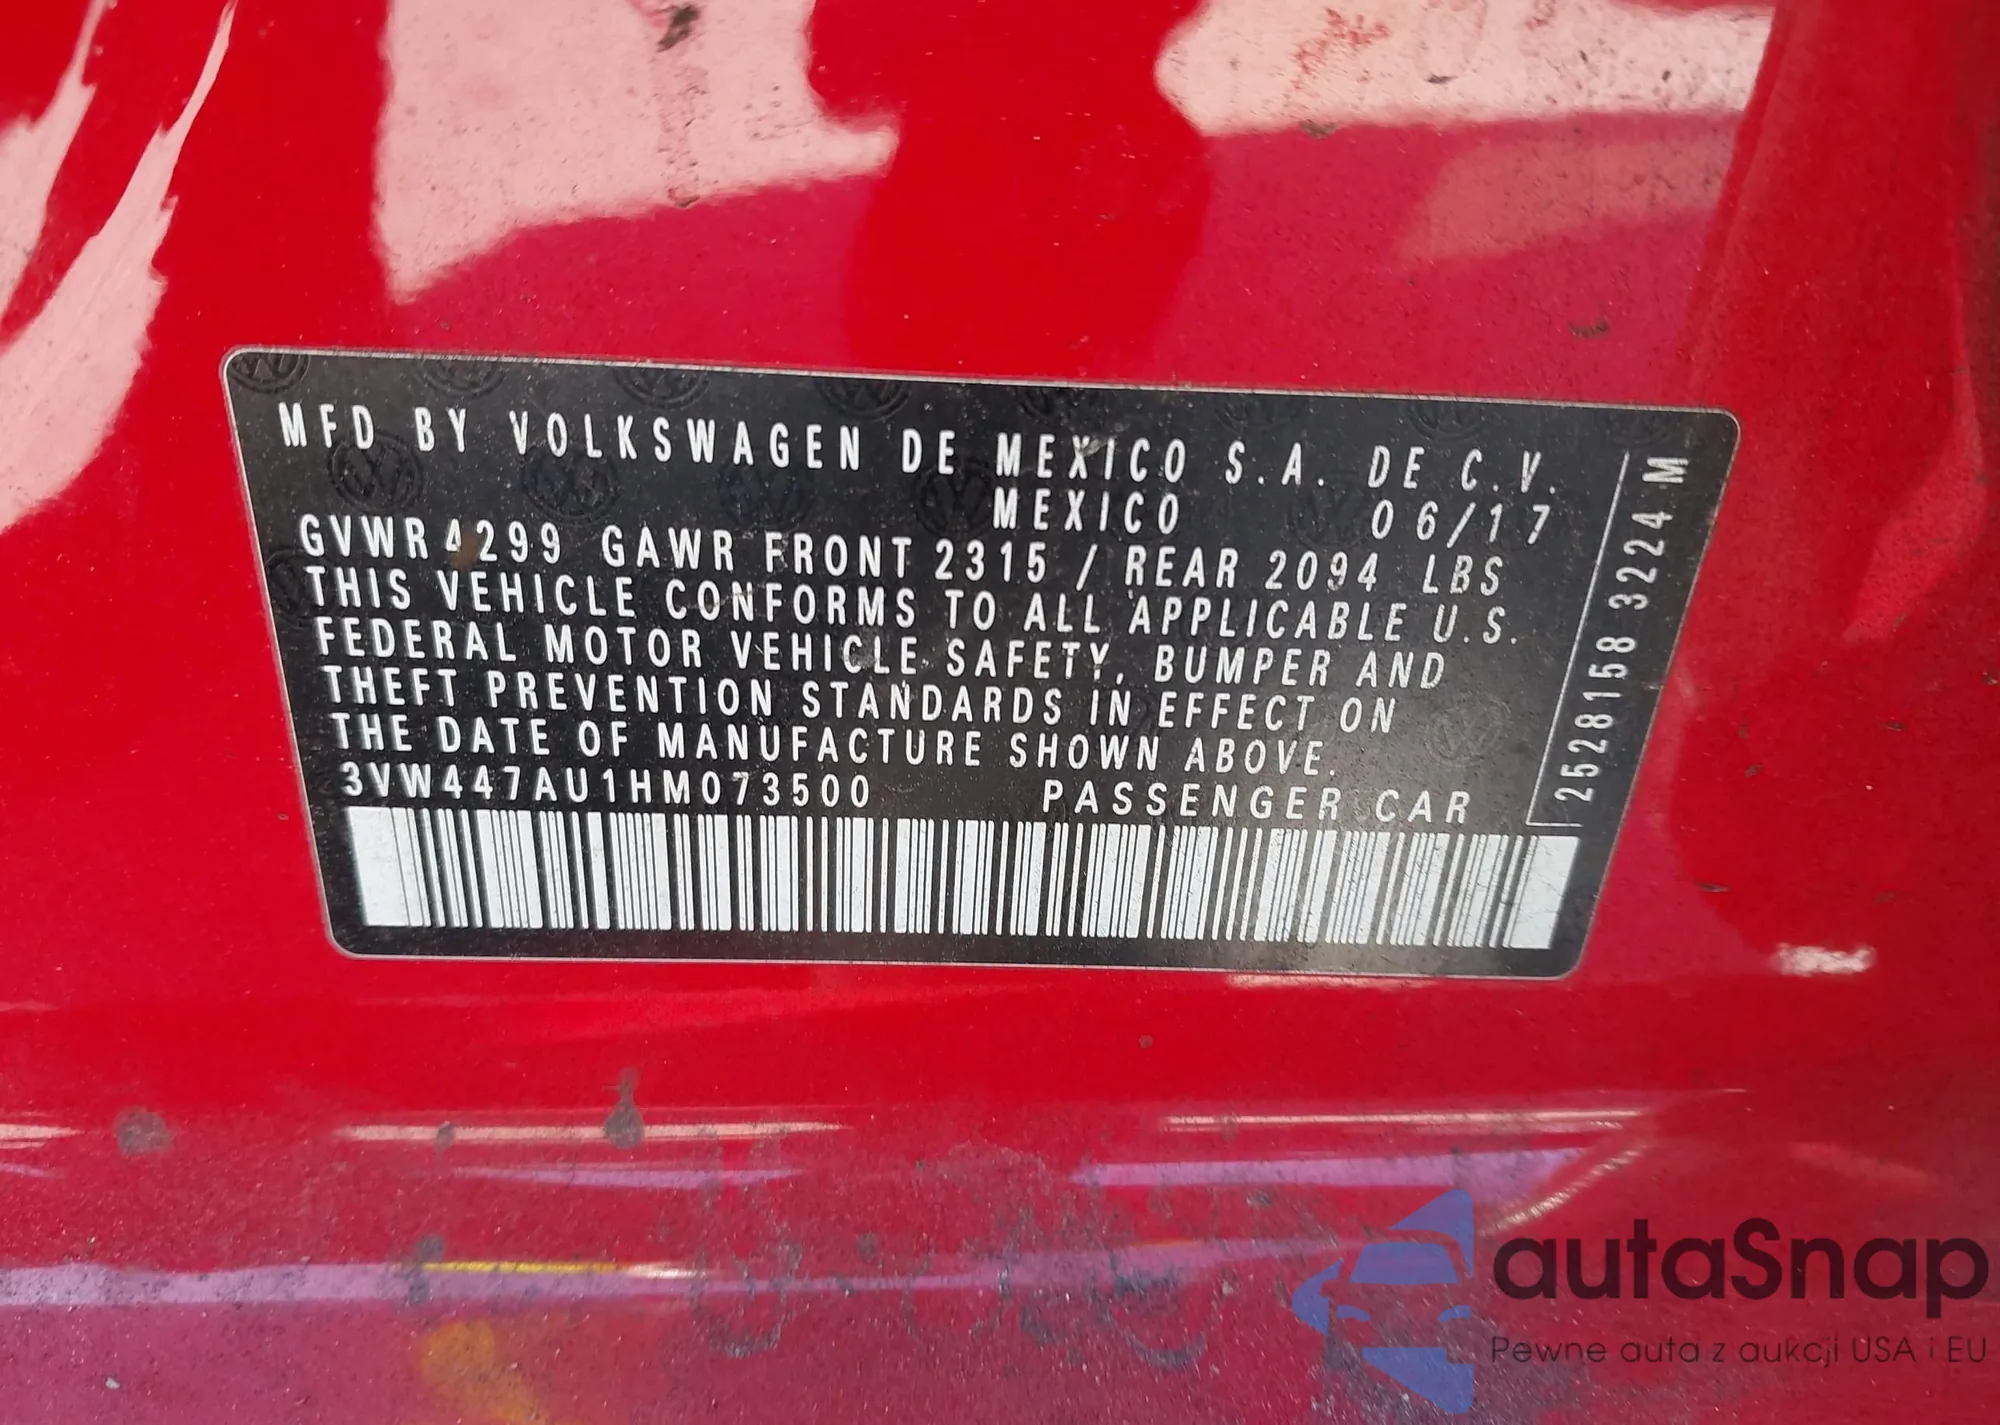 MFD BY VOLKSWAGEN DE MEXICO S.A. DE C.V.
MEXICO 06/17
GVWR 4299 GAWR FRONT 2315 / REAR 2094 LBS
THIS VEHICLE CONFORMS TO ALL APPLICABLE U.S.
FEDERAL MOTOR VEHICLE SAFETY, BUMPER AND
THEFT PREVENTION STANDARDS IN EFFECT ON
THE DATE OF MANUFACTURE SHOWN ABOVE.
3VW447AU1HM073500 PASSENGER CAR
2528158 3224 M
autaSnap
Pewne auta z aukcji USA i EU